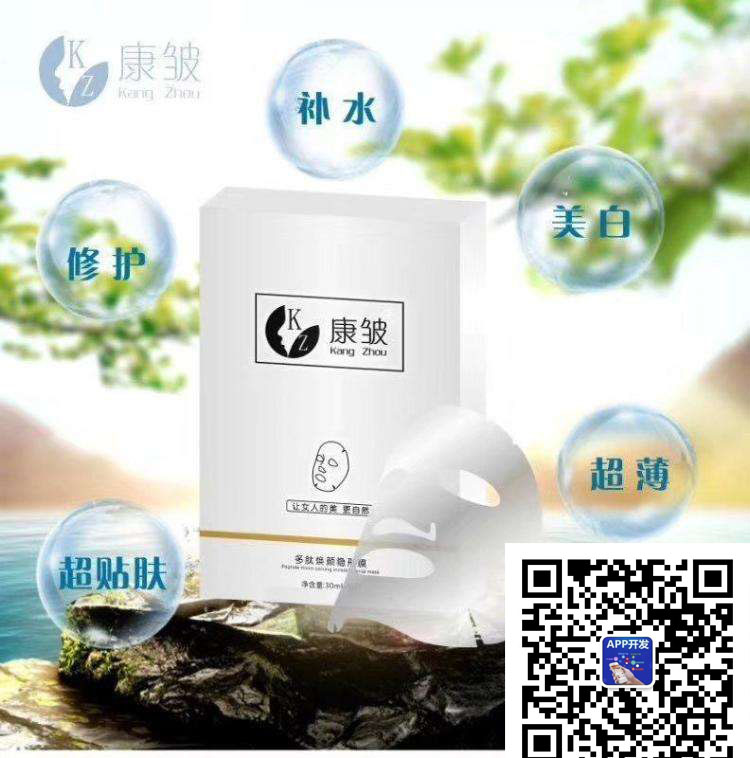 KZ 康皱
Kang Zhou
补水
美白
修护
KZ 康皱
Kang Zhou
超薄
让女人的美 更自然
超贴肤
多肽焕颜隐形膜
净含量:30ml
APP开发